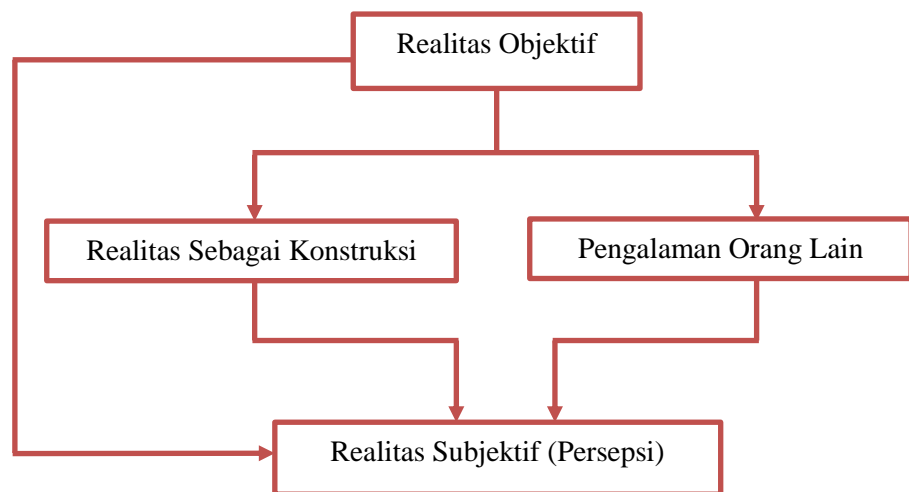 Realitas Objektif
Realitas Sebagai Konstruksi
Pengalaman Orang Lain
Realitas Subjektif (Persepsi)